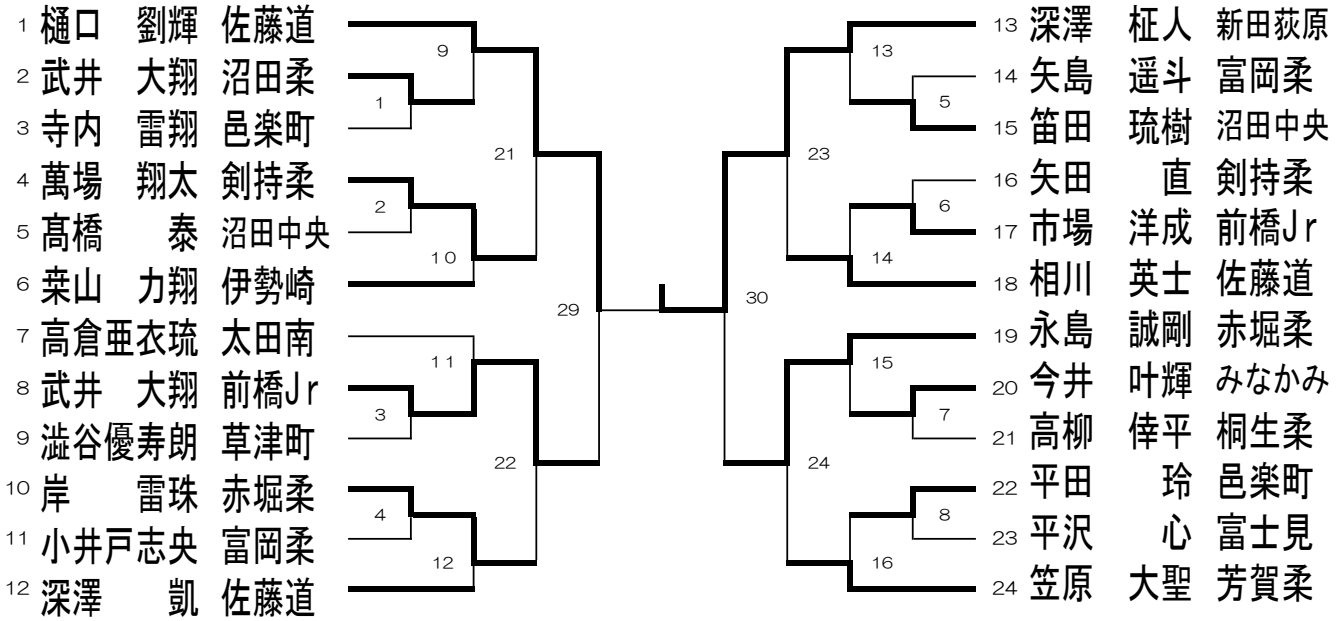 1 樋口 劉輝 佐藤道
2 武井 大翔 沼田柔
3 寺内 雷翔 邑楽町
4 萬場 翔太 剣持柔
5 髙橋 泰 沼田中央
6 桒山 力翔 伊勢崎
7 高倉亜衣琉 太田南
8 武井 大翔 前橋Jr
9 澁谷優寿朗 草津町
10 岸 雷珠 赤堀柔
11 小井戸志央 富岡柔
12 深澤 凱 佐藤道
9
1
21
2
10
29
11
3
22
4
12
30
13
5
23
6
14
15
7
24
8
16
13 深澤 柾人 新田荻原
14 矢島 遥斗 富岡柔
15 笛田 琉樹 沼田中央
16 矢田 直 剣持柔
17 市場 洋成 前橋Jr
18 相川 英士 佐藤道
19 永島 誠剛 赤堀柔
20 今井 叶輝 みなかみ
21 高柳 倖平 桐生柔
22 平田 玲 邑楽町
23 平沢 心 富士見
24 笠原 大聖 芳賀柔